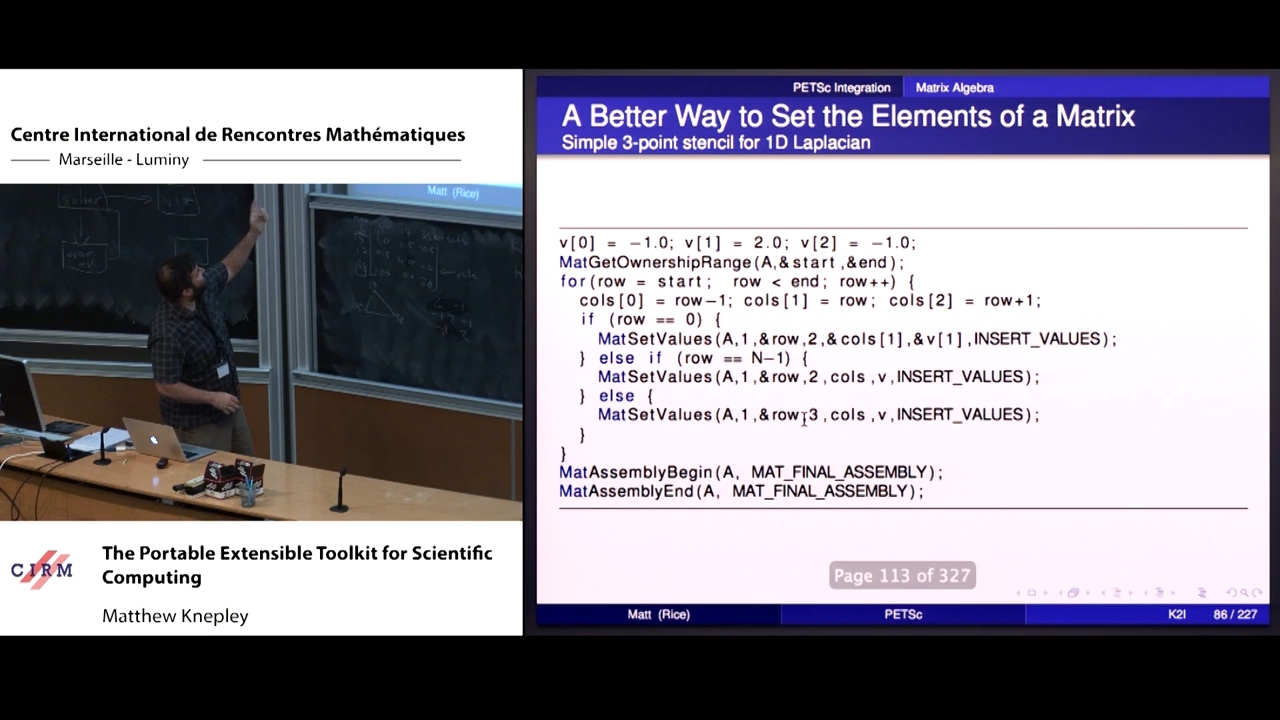 Centre International de Rencontres Mathématiques
Marseille - Luminy
Matt (Rice)
solver
CIRM
The Portable Extensible Toolkit for Scientific
Computing
Matthew Knepley
PETSc Integration Matrix Algebra
A Better Way to Set the Elements of a Matrix
Simple 3-point stencil for 1D Laplacian
v[0] = −1.0; v[1] = 2.0; v[2] = −1.0;
MatGetOwnershipRange(A,&start,&end);
for(row = start; row < end; row++) {
cols[0] = row−1; cols[1] = row; cols[2] = row+1;
if (row == 0) {
MatSetValues(A,1,&row,2,&cols[1],&v[1],INSERT_VALUES);
} else if (row == N−1) {
MatSetValues(A,1,&row,2,cols,v,INSERT_VALUES);
} else {
MatSetValues(A,1,&row,3,cols,v,INSERT_VALUES);
}
}
MatAssemblyBegin(A, MAT_FINAL_ASSEMBLY);
MatAssemblyEnd(A, MAT_FINAL_ASSEMBLY);
Page 113 of 327
Matt (Rice) PETSc K2I 86 / 227